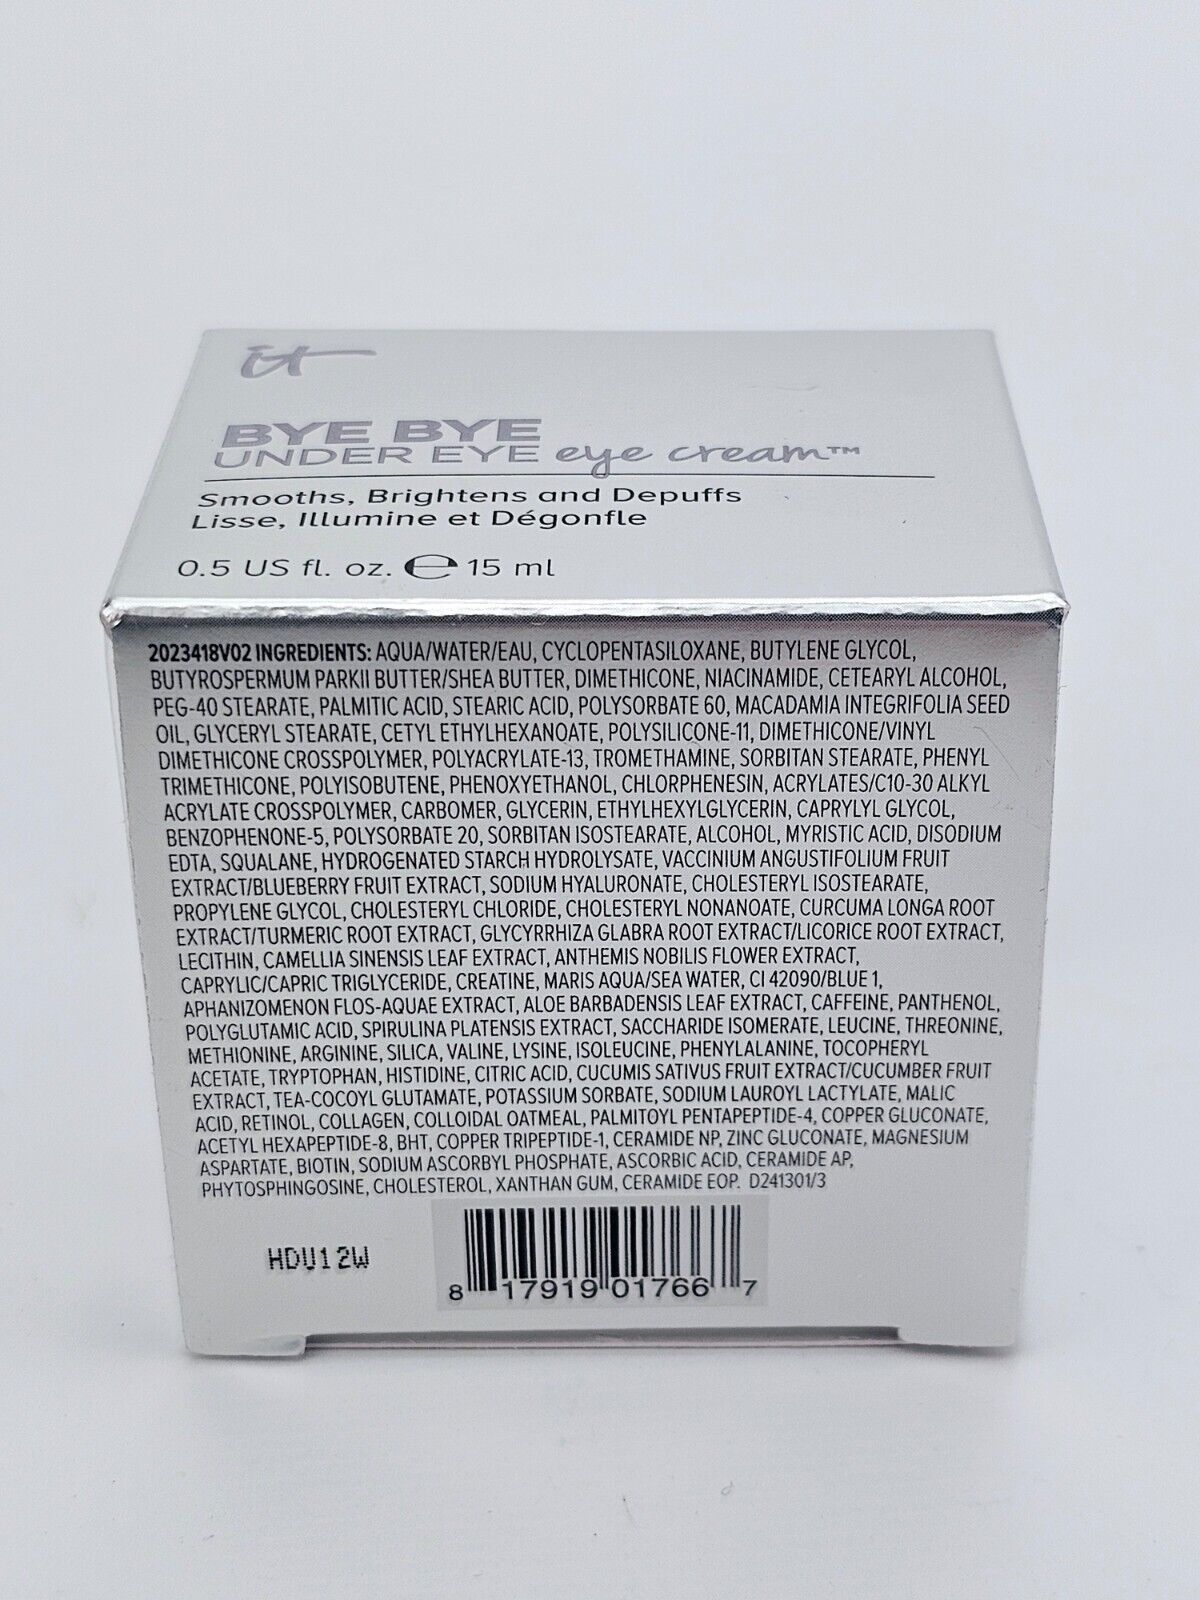 it
BYE BYE
UNDER EYE eye cream™
Smooths, Brightens and Depuffs
Lisse, Illumine et Dégonfle
0.5 US fl. oz. ℮ 15 ml
2023418V02 INGREDIENTS: AQUA/WATER/EAU, CYCLOPENTASILOXANE, BUTYLENE GLYCOL,
BUTYROSPERMUM PARKII BUTTER/SHEA BUTTER, DIMETHICONE, NIACINAMIDE, CETEARYL ALCOHOL,
PEG-40 STEARATE, PALMITIC ACID, STEARIC ACID, POLYSORBATE 60, MACADAMIA INTEGRIFOLIA SEED
OIL, GLYCERYL STEARATE, CETYL ETHYLHEXANOATE, POLYSILICONE-11, DIMETHICONE/VINYL
DIMETHICONE CROSSPOLYMER, POLYACRYLATE-13, TROMETHAMINE, SORBITAN STEARATE, PHENYL
TRIMETHICONE, POLYISOBUTENE, PHENOXYETHANOL, CHLORPHENESIN, ACRYLATES/C10-30 ALKYL
ACRYLATE CROSSPOLYMER, CARBOMER, GLYCERIN, ETHYLHEXYLGLYCERIN, CAPRYLYL GLYCOL,
BENZOPHENONE-5, POLYSORBATE 20, SORBITAN ISOSTEARATE, ALCOHOL, MYRISTIC ACID, DISODIUM
EDTA, SQUALANE, HYDROGENATED STARCH HYDROLYSATE, VACCINIUM ANGUSTIFOLIUM FRUIT
EXTRACT/BLUEBERRY FRUIT EXTRACT, SODIUM HYALURONATE, CHOLESTERYL ISOSTEARATE,
PROPYLENE GLYCOL, CHOLESTERYL CHLORIDE, CHOLESTERYL NONANOATE, CURCUMA LONGA ROOT
EXTRACT/TURMERIC ROOT EXTRACT, GLYCYRRHIZA GLABRA ROOT EXTRACT/LICORICE ROOT EXTRACT,
LECITHIN, CAMELLIA SINENSIS LEAF EXTRACT, ANTHEMIS NOBILIS FLOWER EXTRACT,
CAPRYLIC/CAPRIC TRIGLYCERIDE, CREATINE, MARIS AQUA/SEA WATER, CI 42090/BLUE 1,
APHANIZOMENON FLOS-AQUAE EXTRACT, ALOE BARBADENSIS LEAF EXTRACT, CAFFEINE, PANTHENOL,
POLYGLUTAMIC ACID, SPIRULINA PLATENSIS EXTRACT, SACCHARIDE ISOMERATE, LEUCINE, THREONINE,
METHIONINE, ARGININE, SILICA, VALINE, LYSINE, ISOLEUCINE, PHENYLALANINE, TOCOPHERYL
ACETATE, TRYPTOPHAN, HISTIDINE, CITRIC ACID, CUCUMIS SATIVUS FRUIT EXTRACT/CUCUMBER FRUIT
EXTRACT, TEA-COCOYL GLUTAMATE, POTASSIUM SORBATE, SODIUM LAUROYL LACTYLATE, MALIC
ACID, RETINOL, COLLAGEN, COLLOIDAL OATMEAL, PALMITOYL PENTAPEPTIDE-4, COPPER GLUCONATE,
ACETYL HEXAPEPTIDE-8, BHT, COPPER TRIPEPTIDE-1, CERAMIDE NP, ZINC GLUCONATE, MAGNESIUM
ASPARTATE, BIOTIN, SODIUM ASCORBYL PHOSPHATE, ASCORBIC ACID, CERAMIDE AP,
PHYTOSPHINGOSINE, CHOLESTEROL, XANTHAN GUM, CERAMIDE EOP. D241301/3
HDU12W
8 17919 01766 7